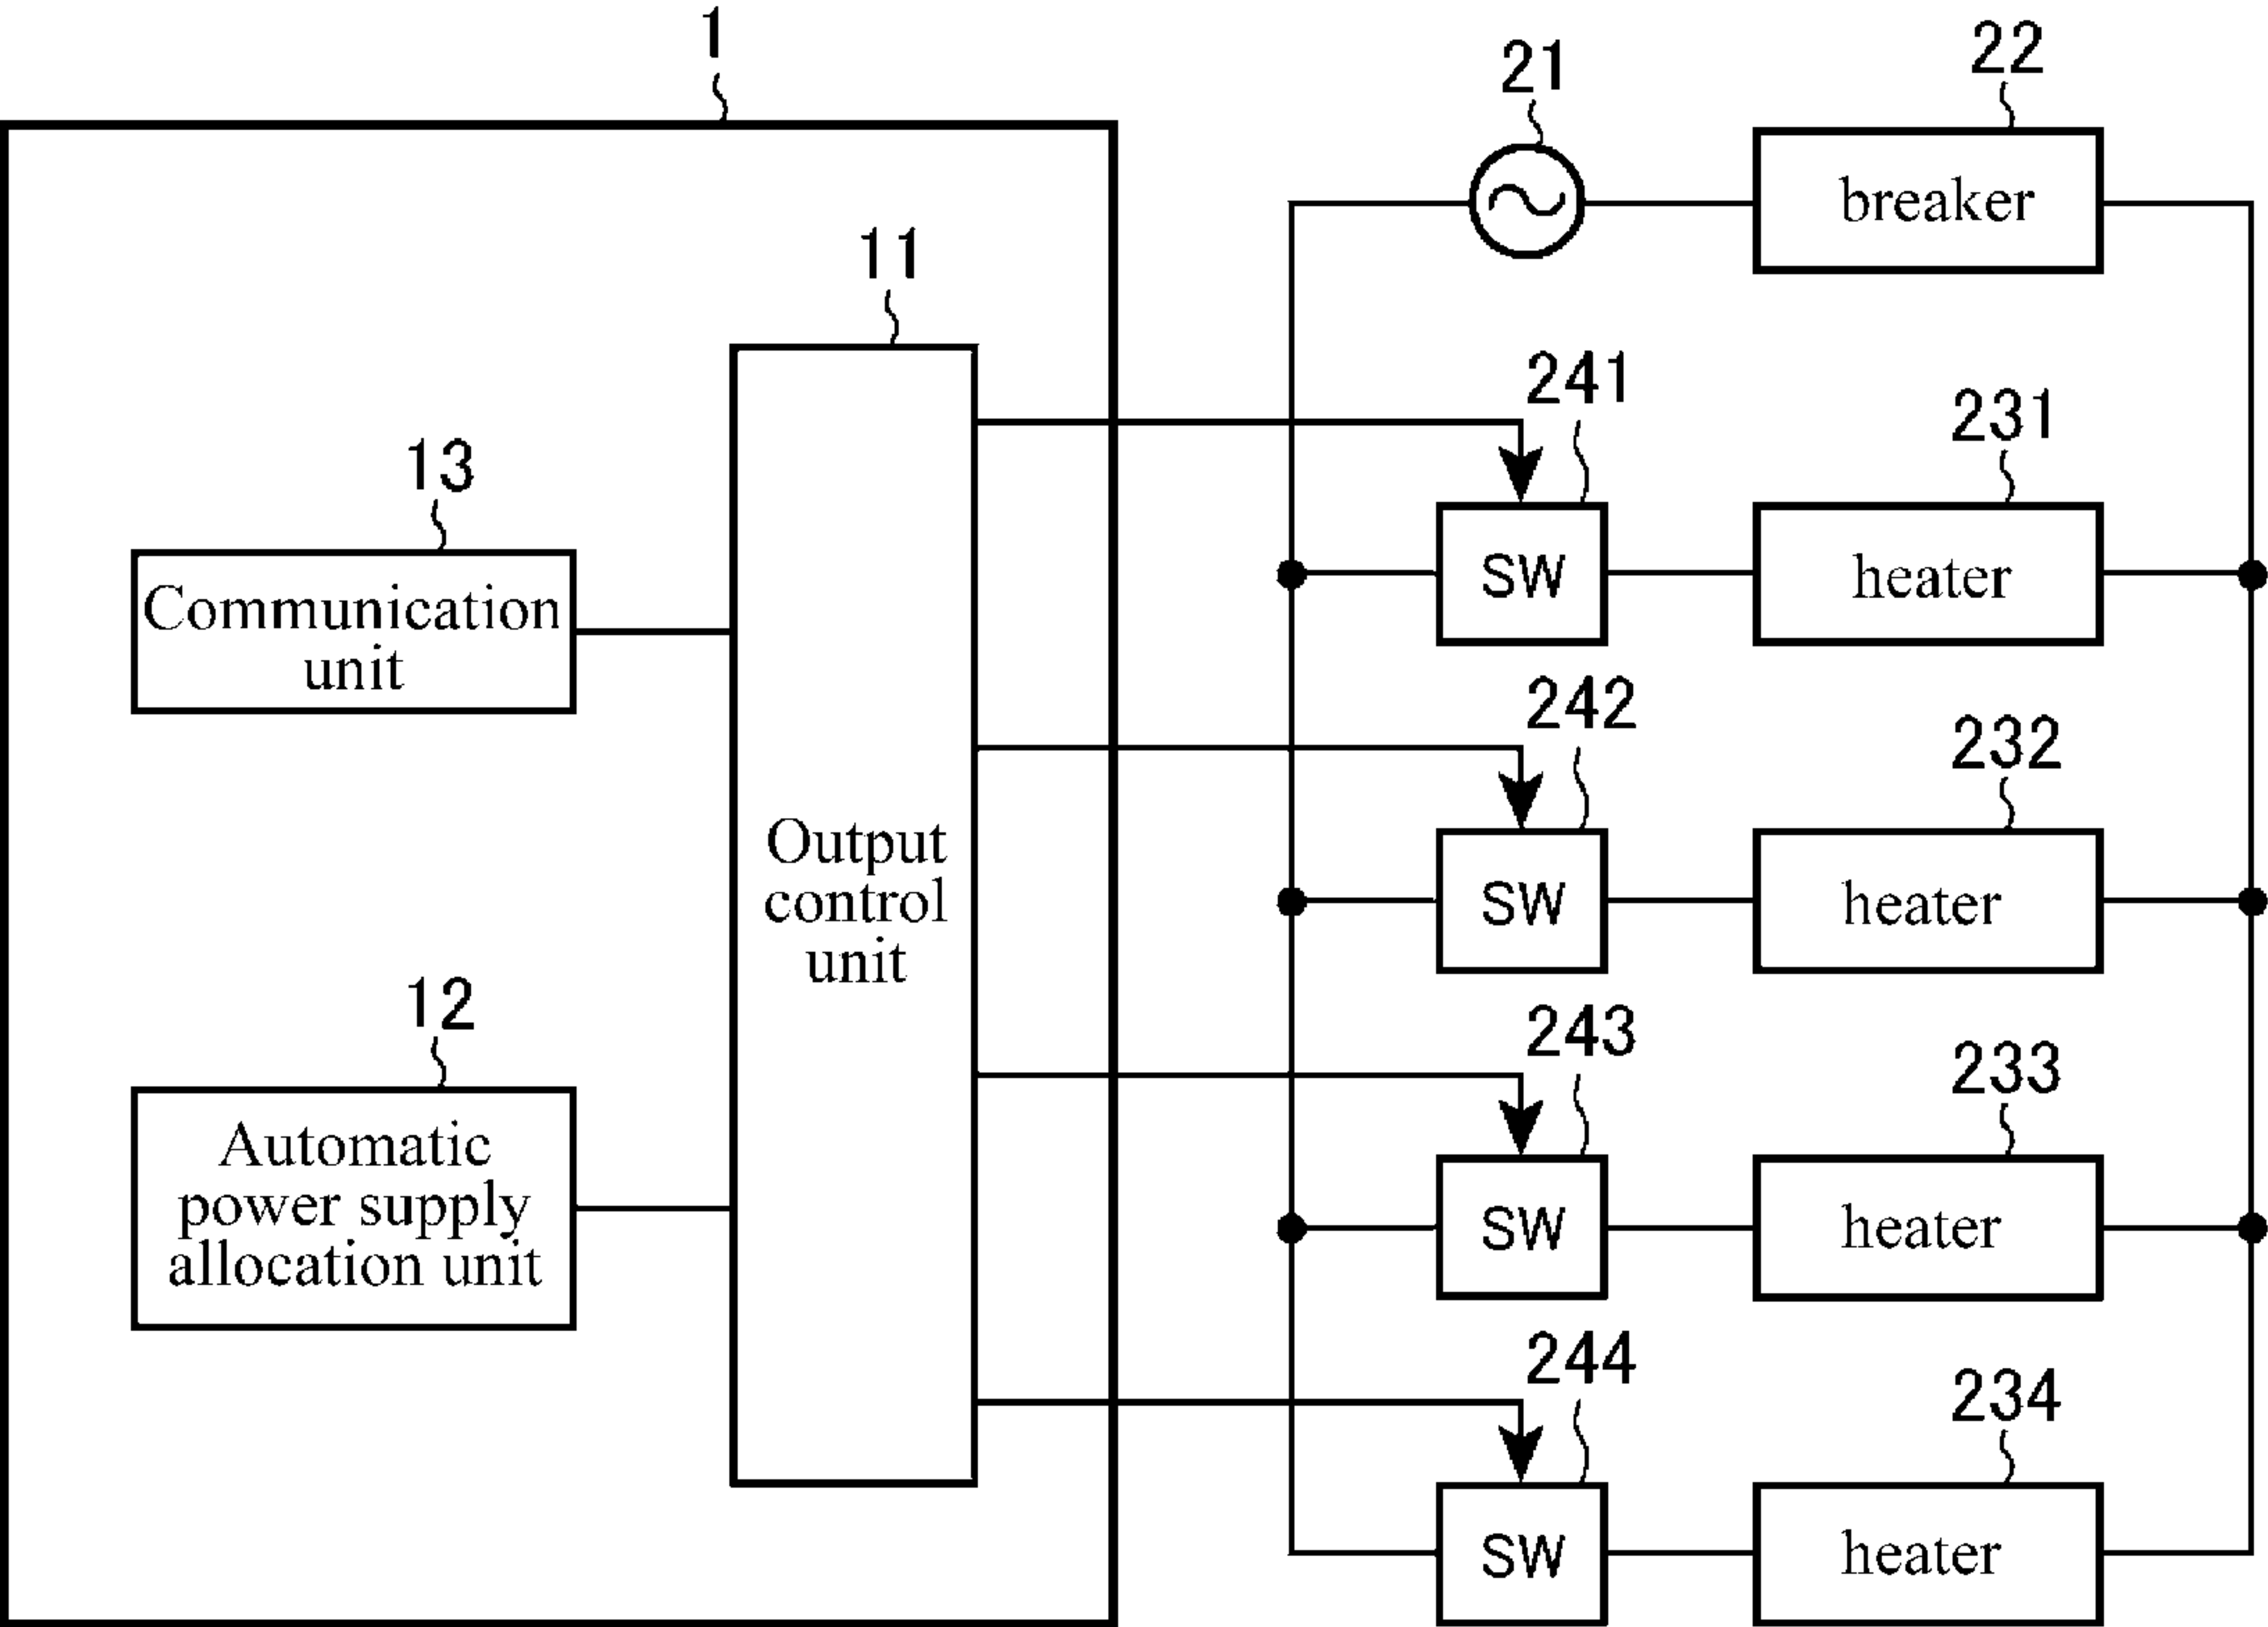 1
21
22
breaker
11
241
231
SW
heater
13
Communication
unit
242
232
SW
heater
Output
control
unit
12
Automatic
power supply
allocation unit
243
233
SW
heater
244
234
SW
heater